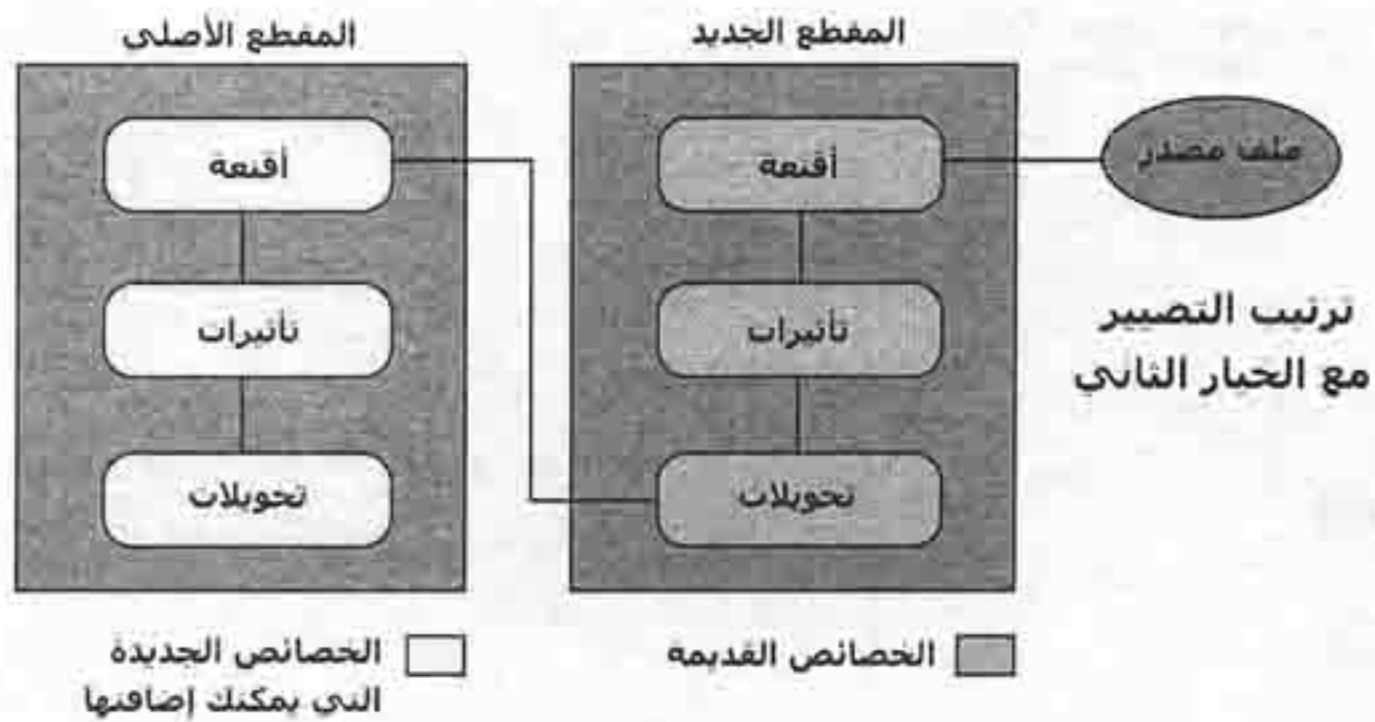 المقطع الجديد
المقطع الأصلي
ملف مصدر
أقنعة
تأثيرات
تحويلات
أقنعة
تأثيرات
تحويلات
ترتيب التصيير
مع الخيار الثاني
الخصائص القديمة
الخصائص الجديدة
التي يمكنك إضافتها